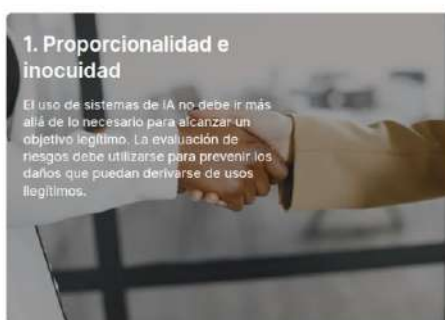 1. Proporcionalidad e
inocuidad
El uso de sistemas de IA no debe ir más
allá de lo necesario para alcanzar un
objetivo legítimo. La evaluación de
riesgos debe utilizarse para prevenir los
daños que puedan derivarse de usos
ilegítimos.